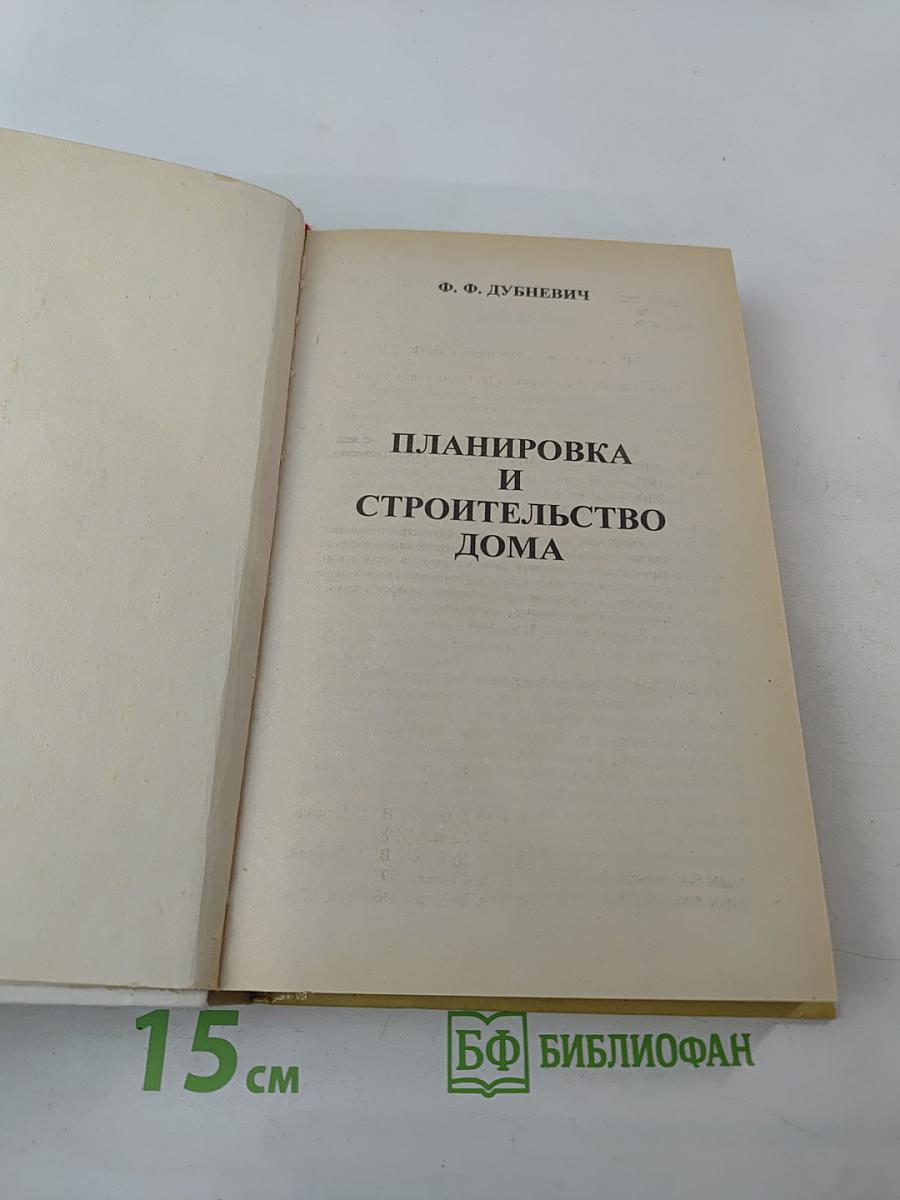 Ф. Ф. ДУБНЕВИЧ
ПЛАНИРОВКА
И
СТРОИТЕЛЬСТВО
ДОМА
15 см
БФ БИБЛИОФАН